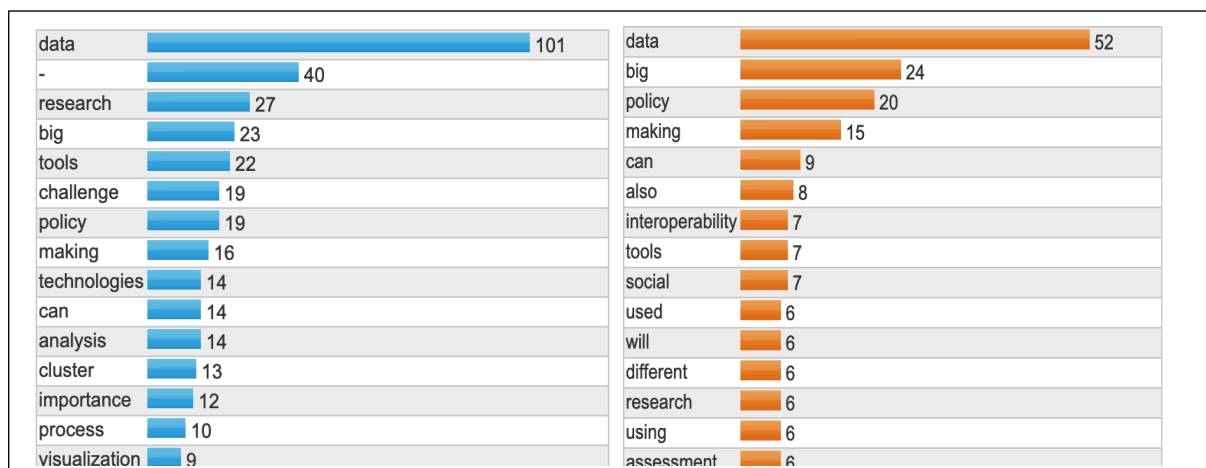 data 101
- 40
research 27
big 23
tools 22
challenge 19
policy 19
making 16
technologies 14
can 14
analysis 14
cluster 13
importance 12
process 10
visualization 9
data 52
big 24
policy 20
making 15
can 9
also 8
interoperability 7
tools 7
social 7
used 6
will 6
different 6
research 6
using 6
assessment 6